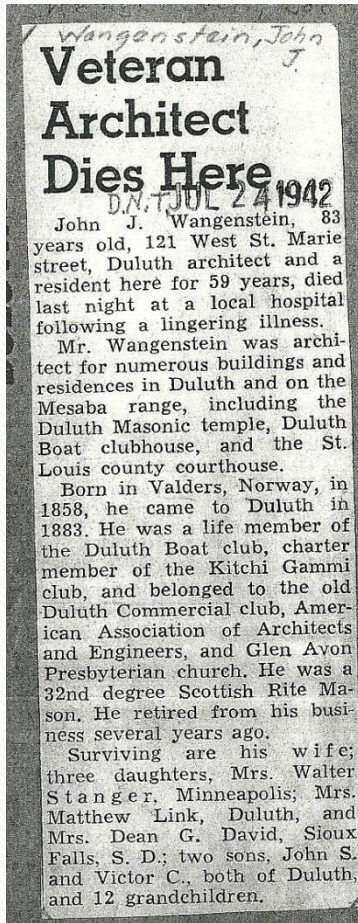 Wangenstein, John
J.
Veteran
Architect
Dies Here
D.N.T. JUL 24 1942
John J. Wangenstein, 83
years old, 121 West St. Marie
street, Duluth architect and a
resident here for 59 years, died
last night at a local hospital
following a lingering illness.
Mr. Wangenstein was archi-
tect for numerous buildings and
residences in Duluth and on the
Mesaba range, including the
Duluth Masonic temple, Duluth
Boat clubhouse, and the St.
Louis county courthouse.
Born in Valders, Norway, in
1858, he came to Duluth in
1883. He was a life member of
the Duluth Boat club, charter
member of the Kitchi Gammi
club, and belonged to the old
Duluth Commercial club, Amer-
ican Association of Architects
and Engineers, and Glen Avon
Presbyterian church. He was a
32nd degree Scottish Rite Ma-
son. He retired from his busi-
ness several years ago.
Surviving are his wife;
three daughters, Mrs. Walter
Stanger, Minneapolis; Mrs.
Matthew Link, Duluth, and
Mrs. Dean G. David, Sioux
Falls, S. D.; two sons, John S.
and Victor C., both of Duluth,
and 12 grandchildren.